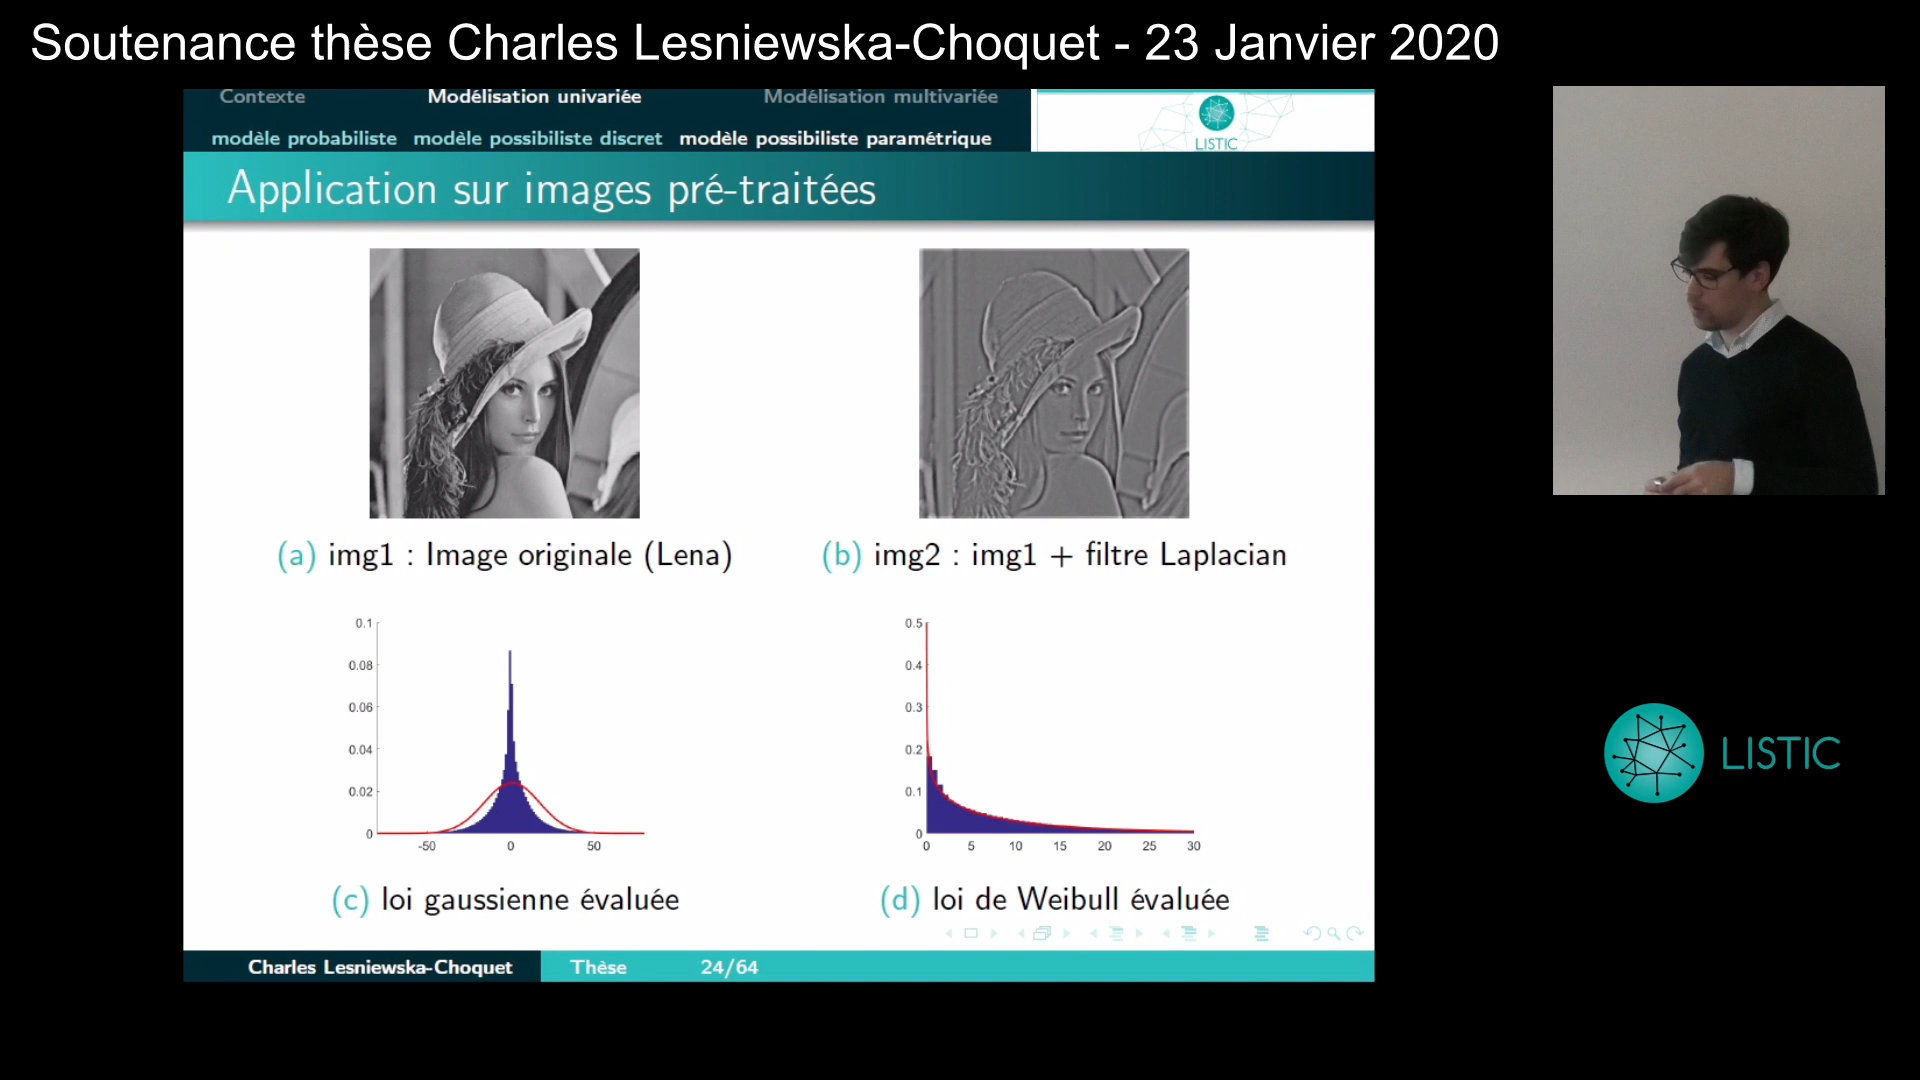 Soutenance thèse Charles Lesniewska-Choquet - 23 Janvier 2020
Contexte Modélisation univariée Modélisation multivariée
modèle probabiliste modèle possibiliste discret modèle possibiliste paramétrique
LISTIC
Application sur images pré-traitées
(a) img1 : Image originale (Lena)
(b) img2 : img1 + filtre Laplacian
0.1
0.08
0.06
0.04
0.02
0
-50 0 50
(c) loi gaussienne évaluée
0.5
0.4
0.3
0.2
0.1
0
0 5 10 15 20 25 30
(d) loi de Weibull évaluée
Charles Lesniewska-Choquet Thèse 24/64
LISTIC